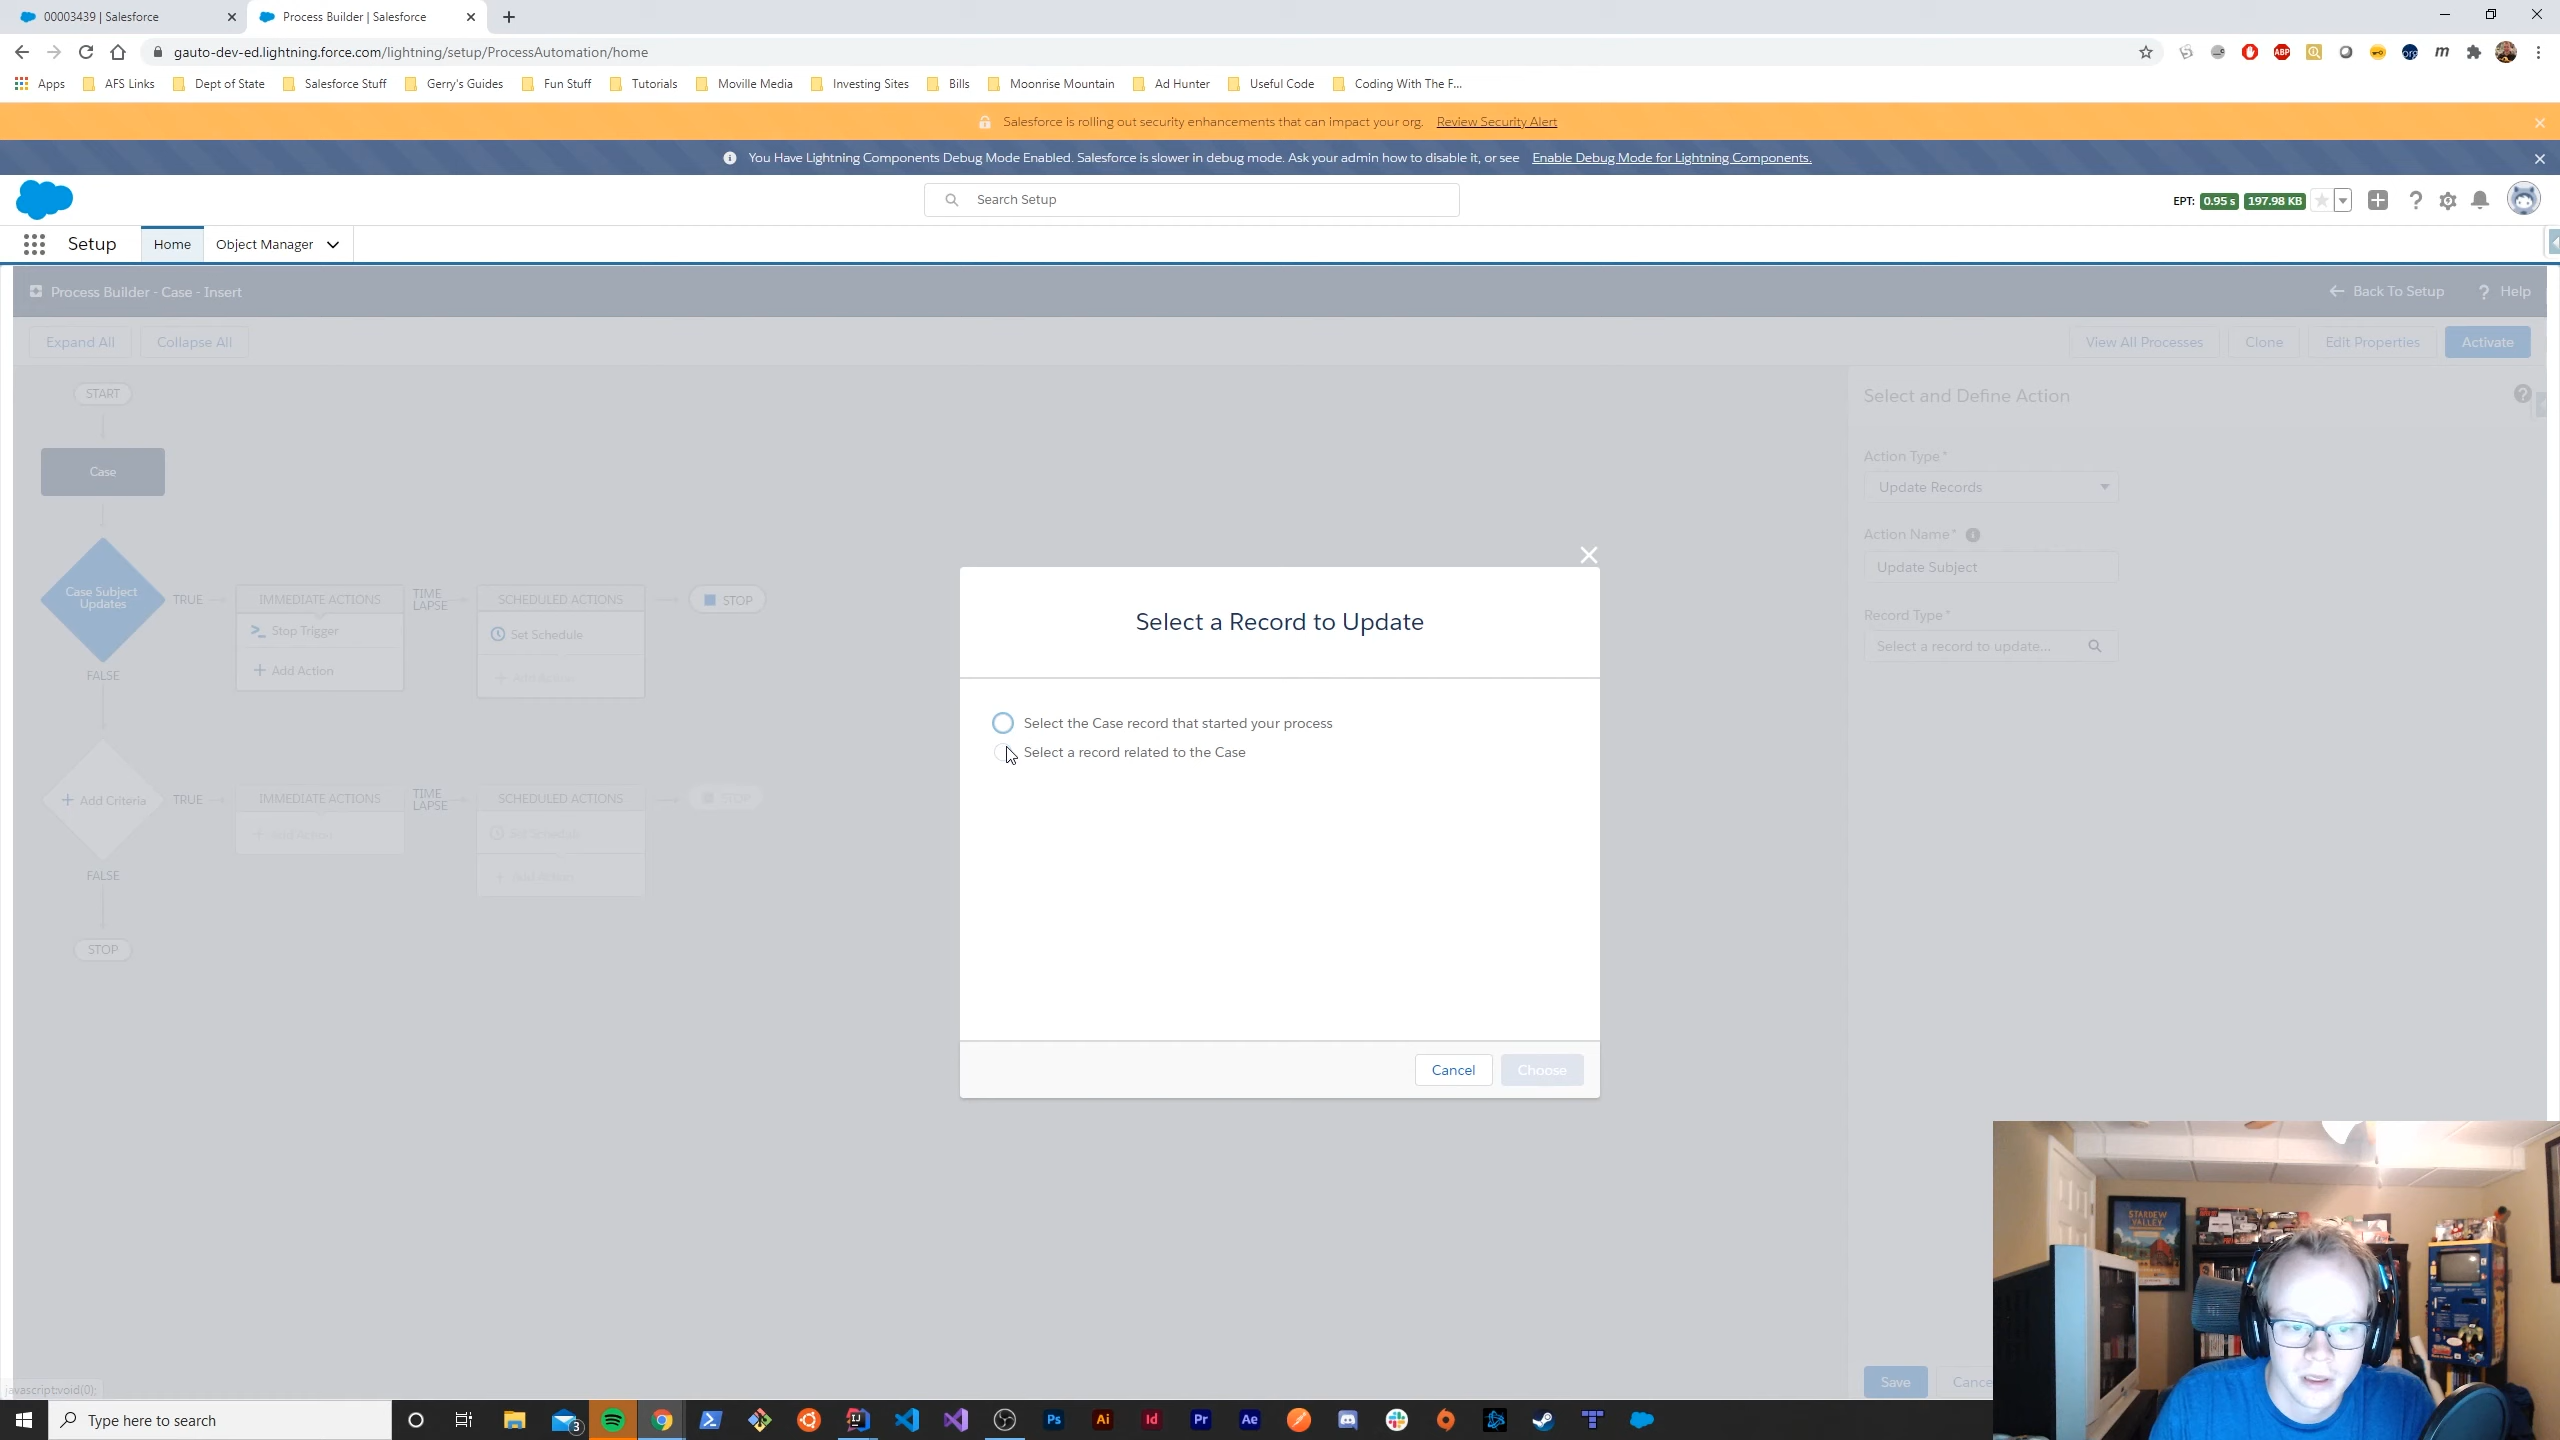 00003439 | Salesforce
Process Builder | Salesforce
gauto-dev-ed.lightning.force.com/lightning/setup/ProcessAutomation/home
Apps
AFS Links
Dept of State
Salesforce Stuff
Gerry's Guides
Fun Stuff
Tutorials
Moville Media
Investing Sites
Bills
Moonrise Mountain
Ad Hunter
Useful Code
Coding With The F...
Salesforce is rolling out security enhancements that can impact your org. Review Security Alert
You Have Lightning Components Debug Mode Enabled. Salesforce is slower in debug mode. Ask your admin how to disable it, or see Enable Debug Mode for Lightning Components.
Search Setup
EPT: 0.95 s 197.98 KB
Setup
Home
Object Manager
Process Builder - Case - Insert
Back To Setup
Help
Expand All
Collapse All
View All Processes
Clone
Edit Properties
Activate
START
Case
Case Subject
Updates
TRUE
IMMEDIATE ACTIONS
Stop Trigger
Add Action
TIME
LAPSE
SCHEDULED ACTIONS
Set Schedule
Add Action
STOP
FALSE
Add Criteria
TRUE
IMMEDIATE ACTIONS
Add Action
TIME
LAPSE
SCHEDULED ACTIONS
Set Schedule
Add Action
STOP
FALSE
STOP
Select and Define Action
Action Type *
Update Records
Action Name *
Update Subject
Record Type *
Select a record to update...
Select a Record to Update
Select the Case record that started your process
Select a record related to the Case
Cancel
Choose
Save
Cance
javascript:void(0);
STARDEW
VALLEY
Type here to search
3
Ps
Ai
Id
Pr
Ae